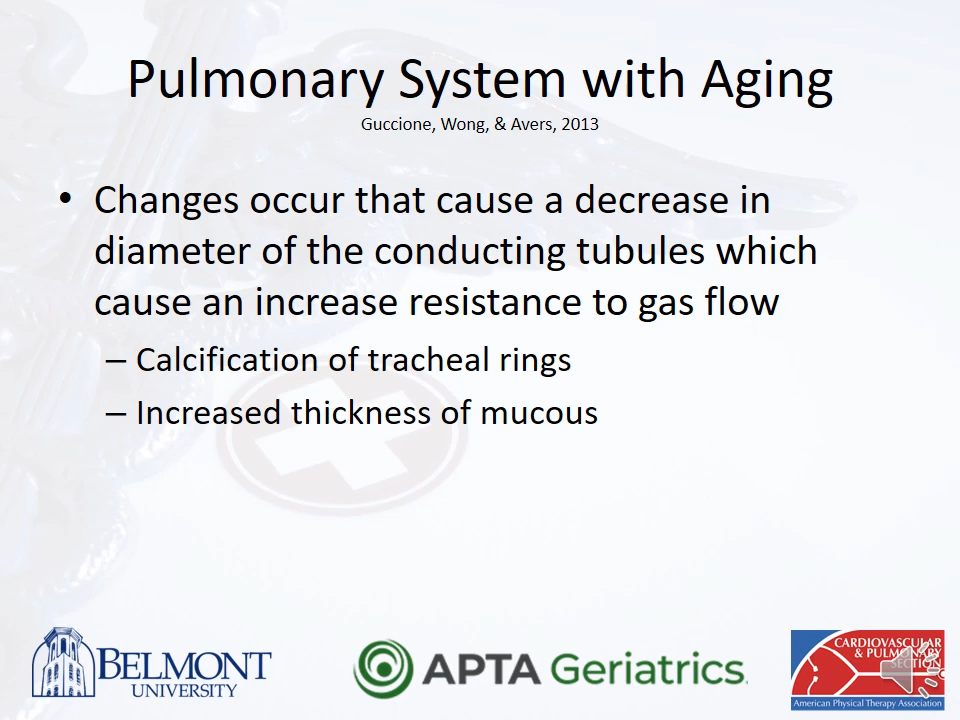 Pulmonary System with Aging
Guccione, Wong, & Avers, 2013
• Changes occur that cause a decrease in
diameter of the conducting tubules which
cause an increase resistance to gas flow
– Calcification of tracheal rings
– Increased thickness of mucous
BELMONT
UNIVERSITY
APTA Geriatrics.
CARDIOVASCULAR
& PULMONARY
SECTION
American Physical Therapy Association